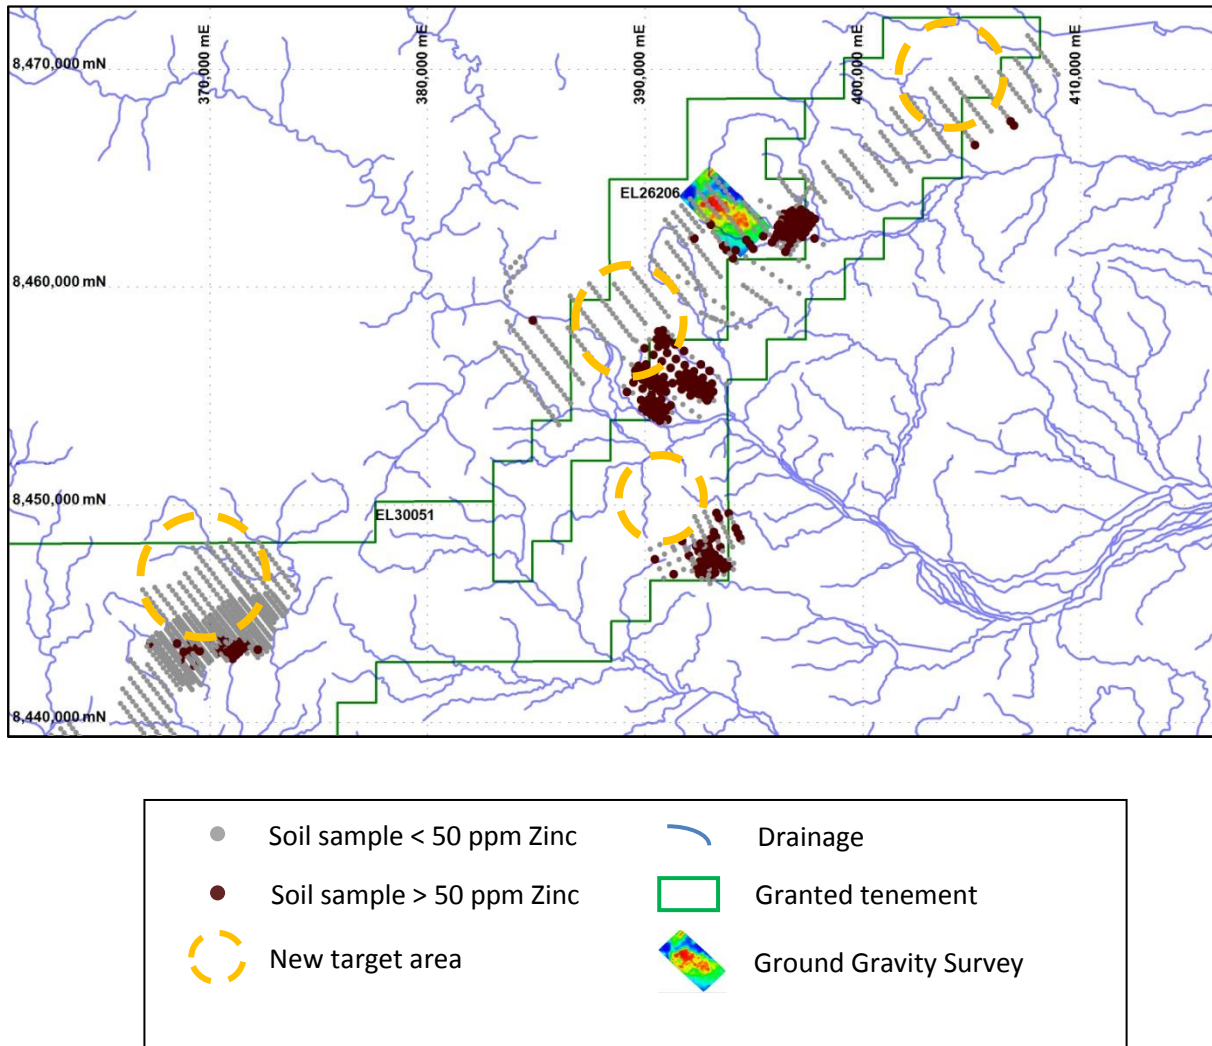 370,000 mE
380,000 mE
390,000 mE
400,000 mE
410,000 mE
8,470,000 mN
EL26206
8,460,000 mN
8,450,000 mN
EL30051
8,440,000 mN
Soil sample < 50 ppm Zinc
Drainage
Soil sample > 50 ppm Zinc
Granted tenement
New target area
Ground Gravity Survey